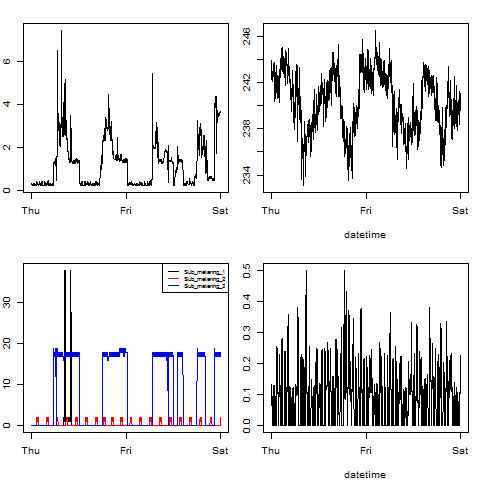 0 2 4 6
Thu Fri Sat
234 238 242 246
Thu Fri Sat
datetime
0 10 20 30
Sub_metering_1
Sub_metering_2
Sub_metering_3
Thu Fri Sat
0.0 0.1 0.2 0.3 0.4 0.5
Thu Fri Sat
datetime